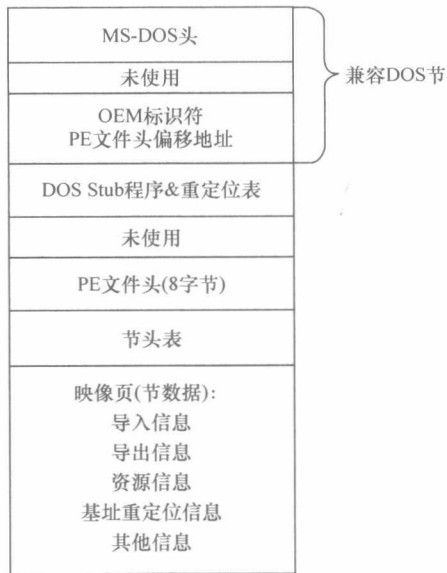 MS-DOS头
未使用
OEM标识符
PE文件头偏移地址
兼容DOS节
DOS Stub程序&重定位表
未使用
PE文件头(8字节)
节头表
映像页(节数据):
导入信息
导出信息
资源信息
基址重定位信息
其他信息